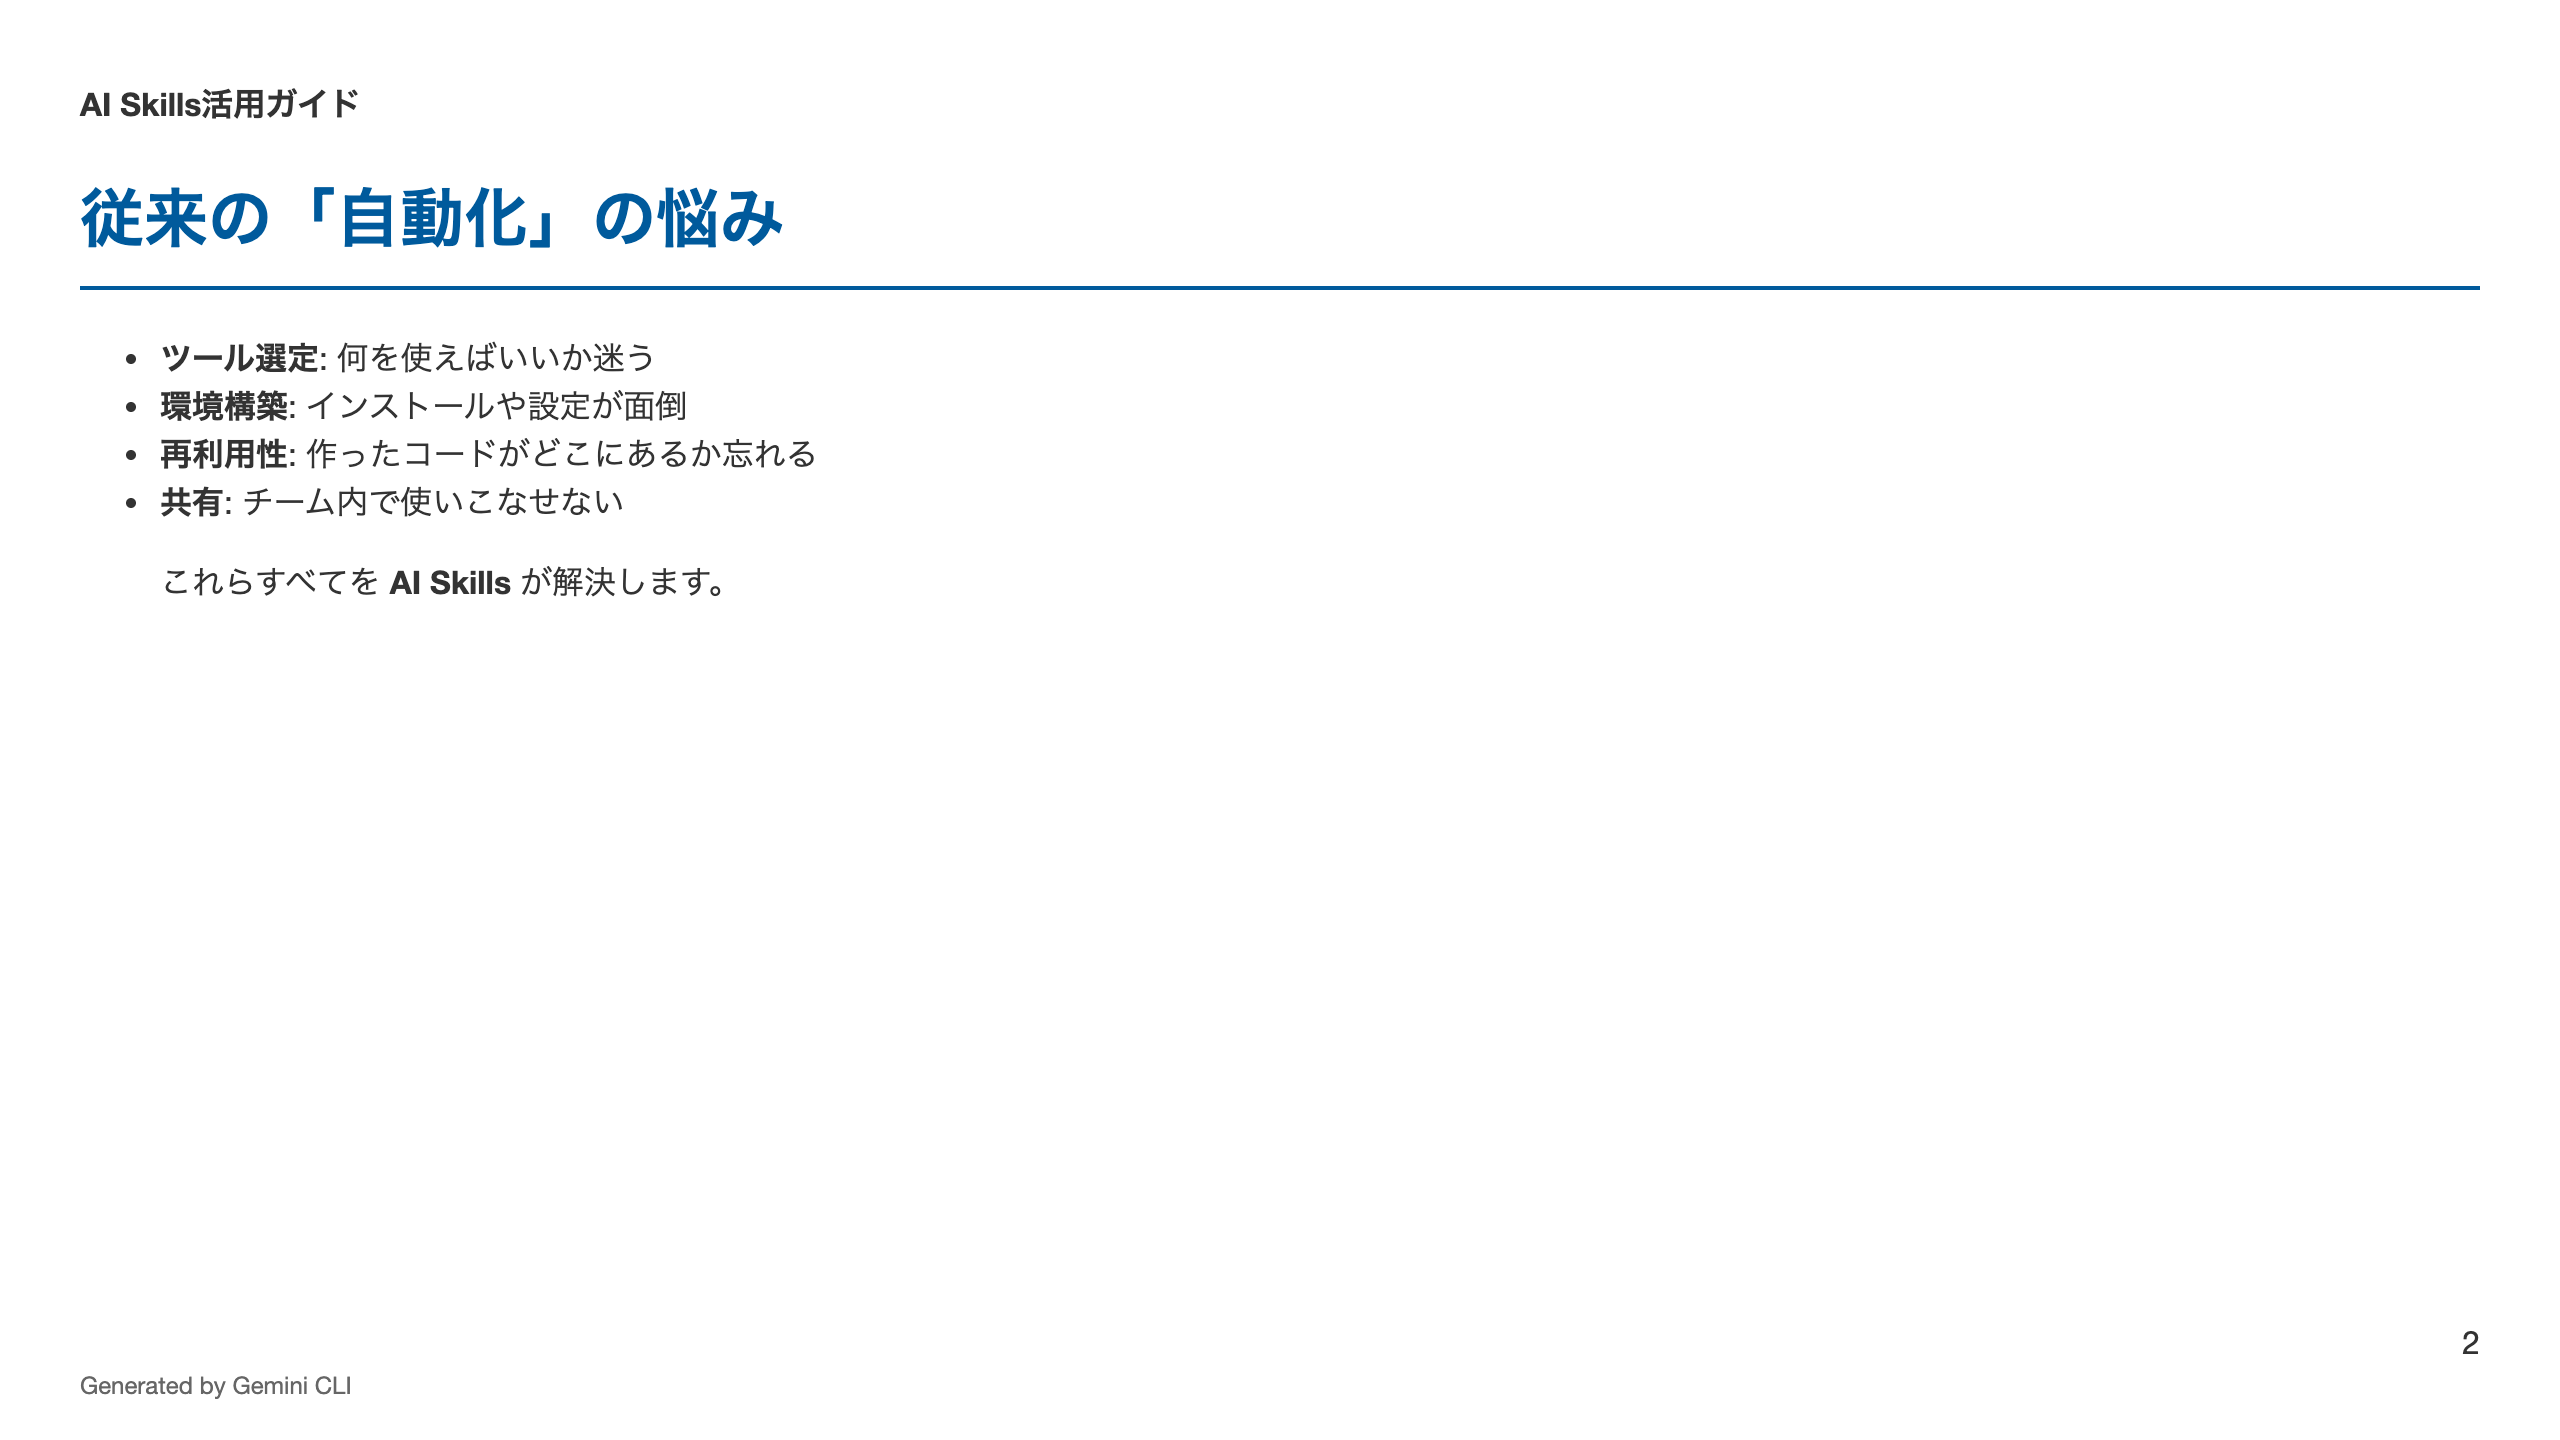 AI Skills活用ガイド
従来の「自動化」の悩み
• ツール選定: 何を使えばいいか迷う
• 環境構築: インストールや設定が面倒
• 再利用性: 作ったコードがどこにあるか忘れる
• 共有: チーム内で使いこなせない
これらすべてを AI Skills が解決します。
2
Generated by Gemini CLI